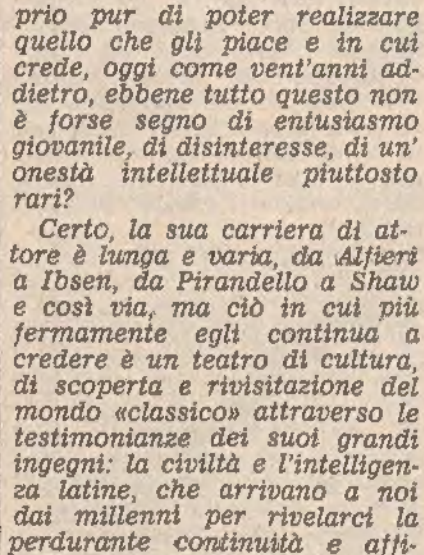 prio pur di poter realizzare
quello che gli piace e in cui
crede, oggi come vent'anni ad-
dietro, ebbene tutto questo non
è forse segno di entusiasmo
giovanile, di disinteresse, di un'
onestà intellettuale piuttosto
rari?
Certo, la sua carriera di at-
tore è lunga e varia, da Alfieri
a Ibsen, da Pirandello a Shaw
e così via, ma ciò in cui più
fermamente egli continua a
credere è un teatro di cultura,
di scoperta e rivisitazione del
mondo «classico» attraverso le
testimonianze dei suoi grandi
ingegni: la civiltà e l'intelligen-
za latine, che arrivano a noi
dai millenni per rivelarci la
perdurante continuità e affi-